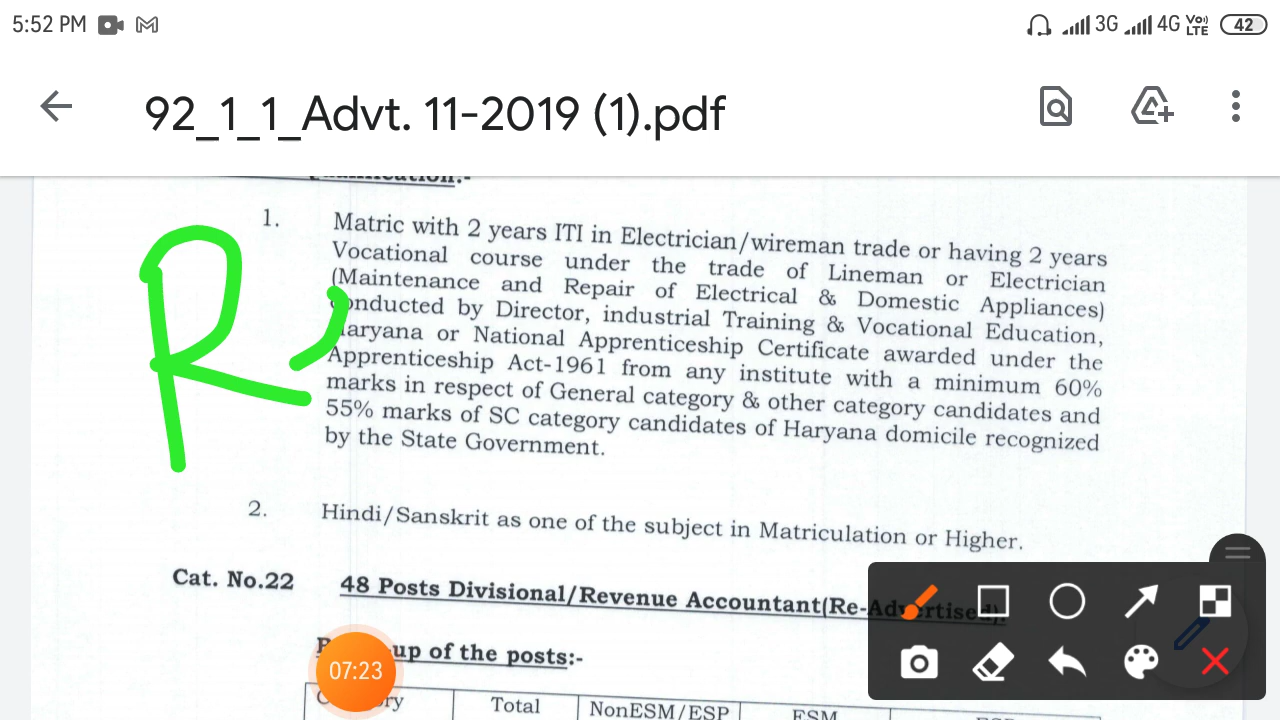 5:52 PM 3G 4G Vo) LTE 42
92_1_1_Advt. 11-2019 (1).pdf
1. Matric with 2 years ITI in Electrician/wireman trade or having 2 years
Vocational course under the trade of Lineman or Electrician
(Maintenance and Repair of Electrical & Domestic Appliances)
conducted by Director, industrial Training & Vocational Education,
Haryana or National Apprenticeship Certificate awarded under the
Apprenticeship Act-1961 from any institute with a minimum 60%
marks in respect of General category & other category candidates and
55% marks of SC category candidates of Haryana domicile recognized
by the State Government.
R
2. Hindi/Sanskrit as one of the subject in Matriculation or Higher.
Cat. No.22 48 Posts Divisional/Revenue Accountant(Re-Advertised).
up of the posts:-
07:23
Total NonESM/ESP ESM